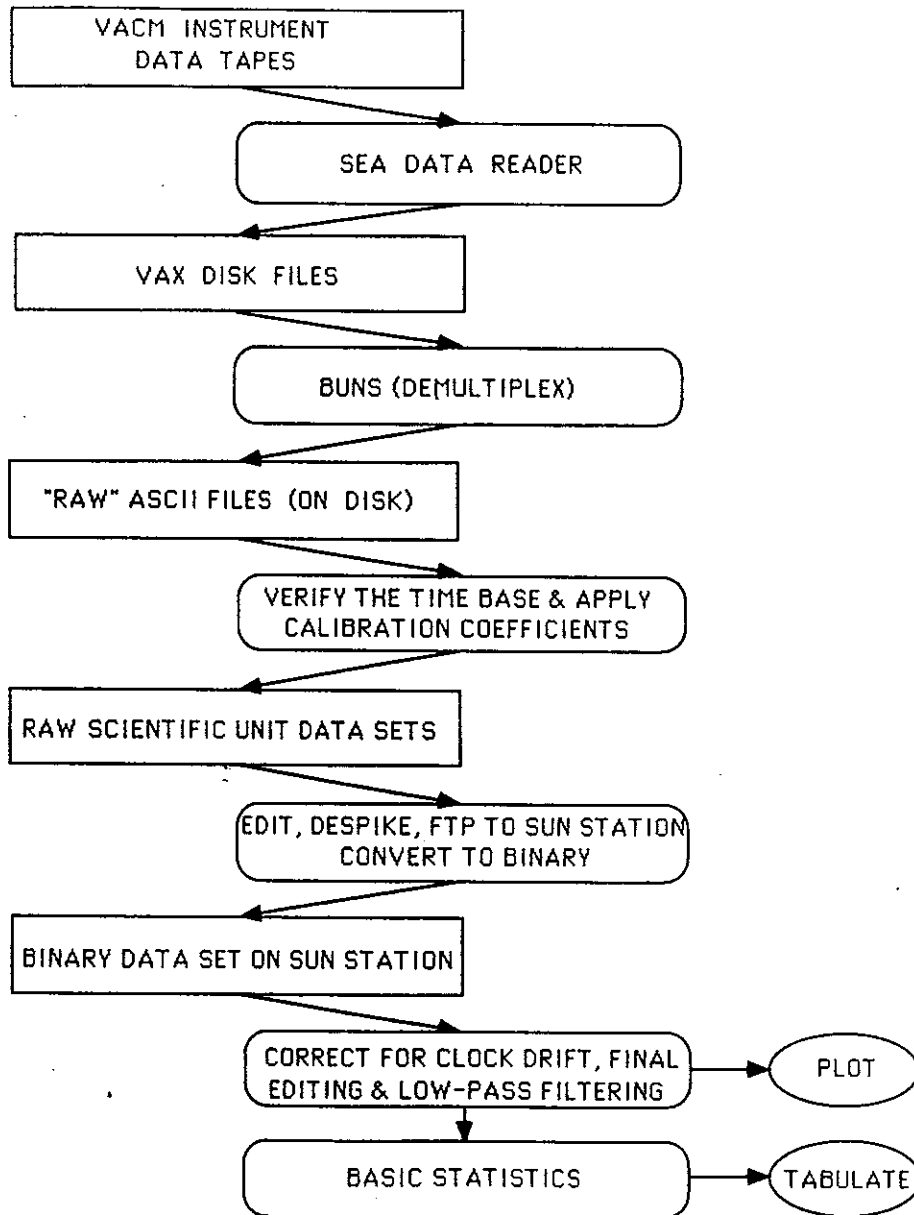 VACM INSTRUMENT
DATA TAPES
SEA DATA READER
VAX DISK FILES
BUNS (DEMULTIPLEX)
"RAW" ASCII FILES (ON DISK)
VERIFY THE TIME BASE & APPLY
CALIBRATION COEFFICIENTS
RAW SCIENTIFIC UNIT DATA SETS
EDIT, DESPIKE, FTP TO SUN STATION
CONVERT TO BINARY
BINARY DATA SET ON SUN STATION
CORRECT FOR CLOCK DRIFT, FINAL
EDITING & LOW-PASS FILTERING
PLOT
BASIC STATISTICS
TABULATE